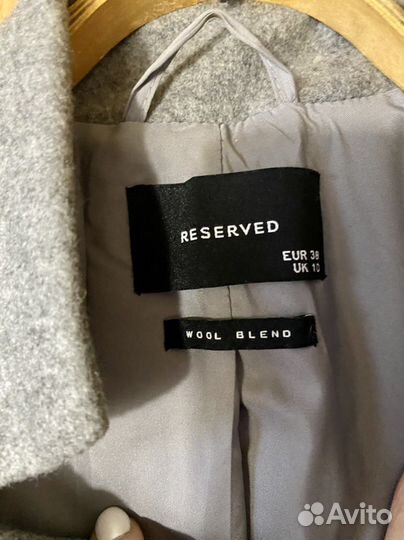 RESERVED
EUR 38
UK 10
WOOL BLEND
Avito